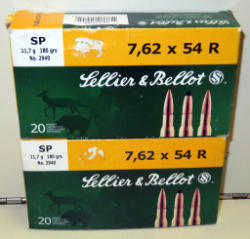 SP
11,7 g 180 grs
No. 2940
7,62 x 54 R
Sellier & Bellot
S
20
SP
11,7 g 180 grs
No. 2940
7,62 x 54 R
Sellier & Bellot
S
20